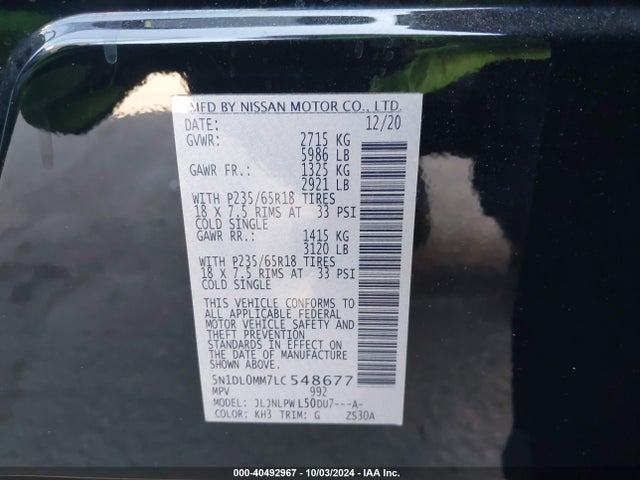 MFD BY NISSAN MOTOR CO., LTD.
DATE: 12/20
GVWR: 2715 KG
5986 LB
GAWR FR.: 1325 KG
2921 LB
WITH P235/65R18 TIRES
18 X 7.5 RIMS AT 33 PSI
COLD SINGLE
GAWR RR.: 1415 KG
3120 LB
WITH P235/65R18 TIRES
18 X 7.5 RIMS AT 33 PSI
COLD SINGLE
THIS VEHICLE CONFORMS TO
ALL APPLICABLE FEDERAL
MOTOR VEHICLE SAFETY AND
THEFT PREVENTION
STANDARDS IN EFFECT ON
THE DATE OF MANUFACTURE
SHOWN ABOVE.
5N1DL0MM7LC 548677
MPV 992
MODEL: JLJNLPW L50DU7---A-
COLOR: KH3 TRIM: G ZS30A
000-40492967 - 10/03/2024 - IAA Inc.